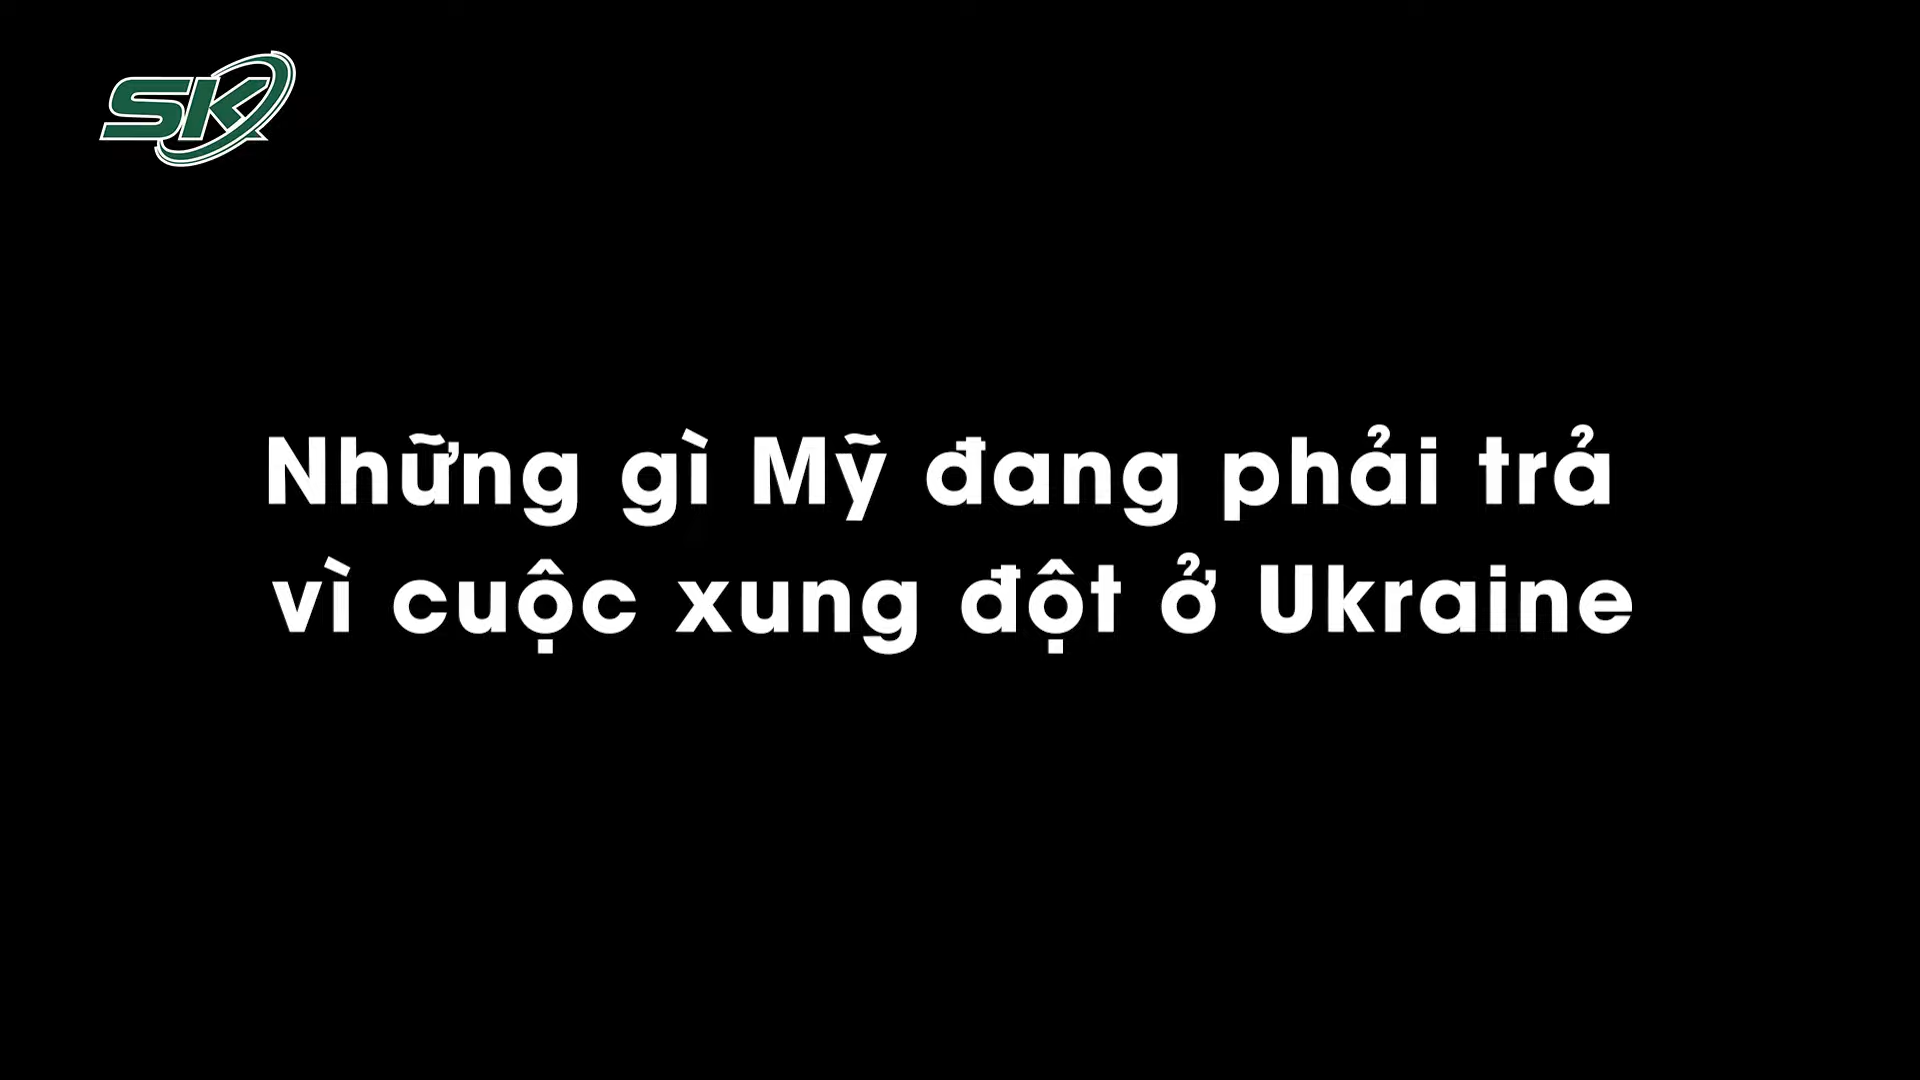 SK
Những gì Mỹ đang phải trả
vì cuộc xung đột ở Ukraine